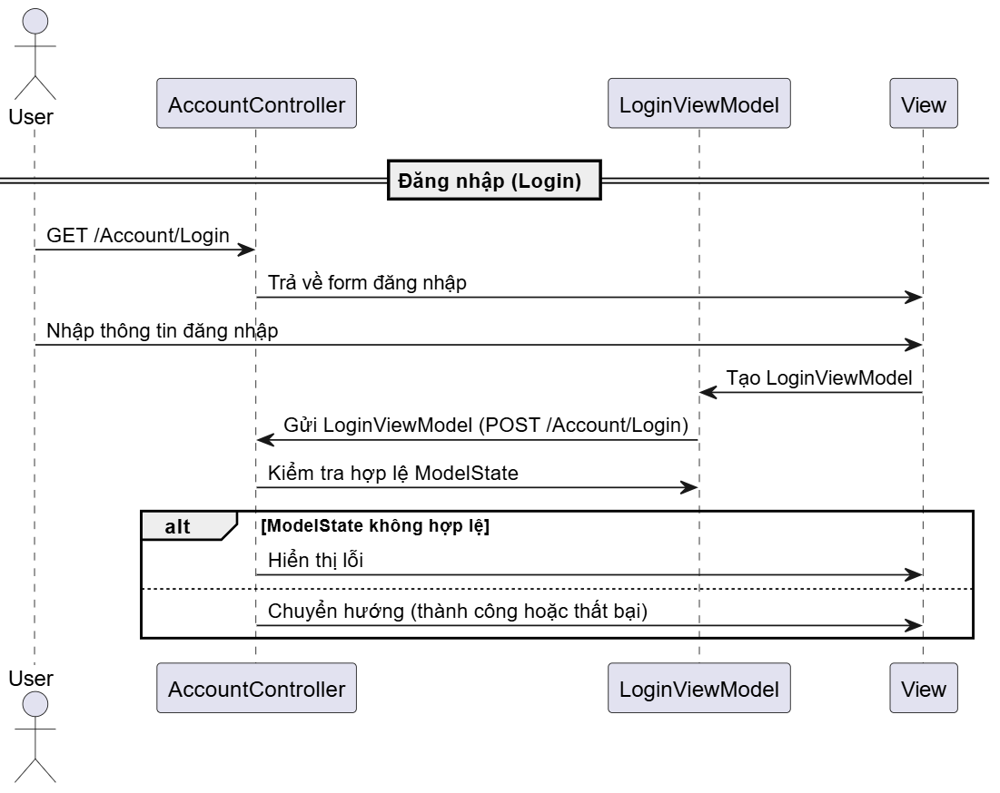 User
AccountController
LoginViewModel
View
Đăng nhập (Login)
GET /Account/Login
Trả về form đăng nhập
Nhập thông tin đăng nhập
Tạo LoginViewModel
Gửi LoginViewModel (POST /Account/Login)
Kiểm tra hợp lệ ModelState
alt
[ModelState không hợp lệ]
Hiển thị lỗi
Chuyển hướng (thành công hoặc thất bại)
User
AccountController
LoginViewModel
View